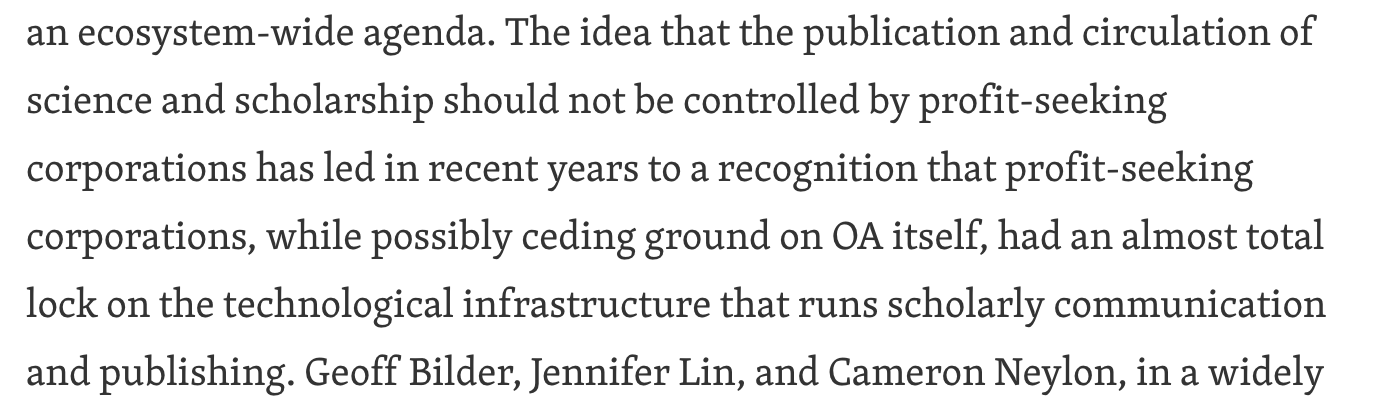 an ecosystem-wide agenda. The idea that the publication and circulation of
science and scholarship should not be controlled by profit-seeking
corporations has led in recent years to a recognition that profit-seeking
corporations, while possibly ceding ground on OA itself, had an almost total
lock on the technological infrastructure that runs scholarly communication
and publishing. Geoff Bilder, Jennifer Lin, and Cameron Neylon, in a widely